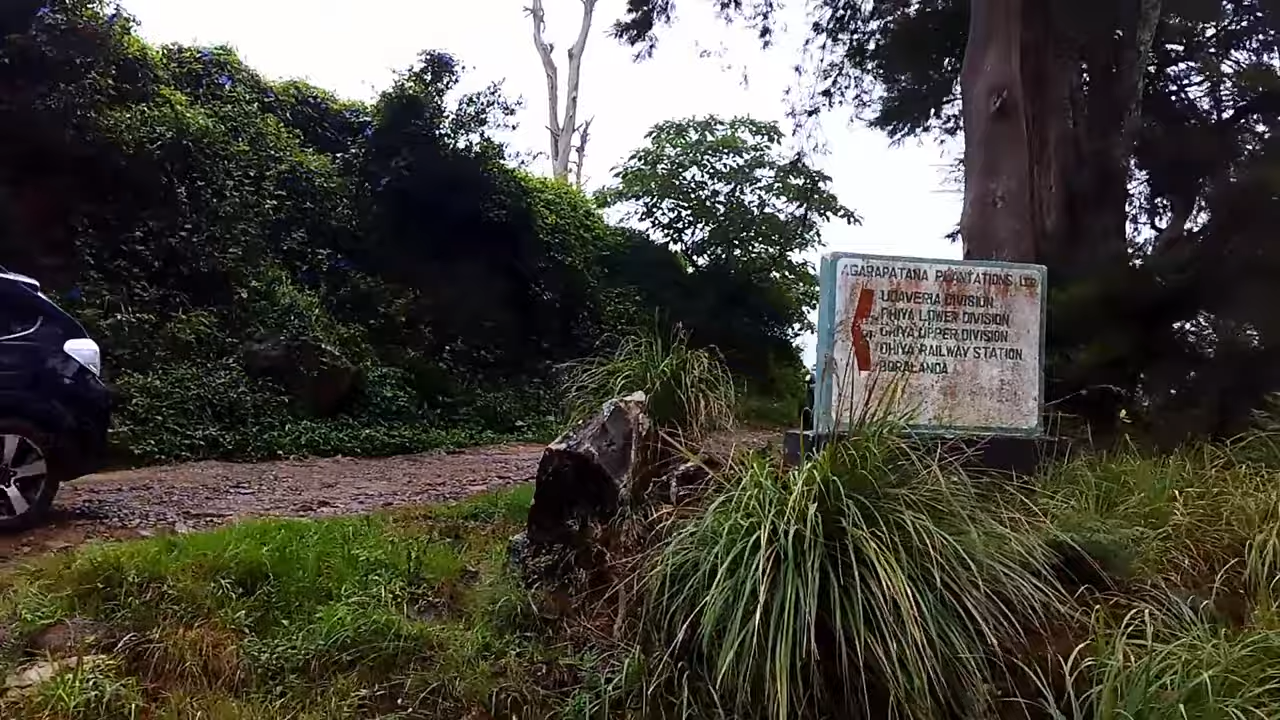 AGARAPATANA PLANTATIONS LTD
UDAVERIA DIVISION
OHIYA LOWER DIVISION
OHIYA UPPER DIVISION
OHIYA RAILWAY STATION
BORALANDA